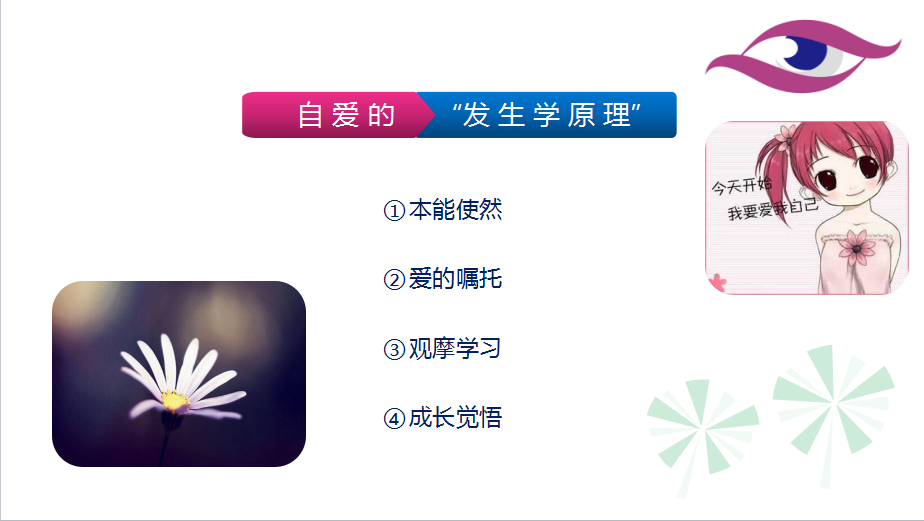 自爱的 “发生学原理”
①本能使然
②爱的嘱托
③观摩学习
④成长觉悟
今天开始
我要爱我自己